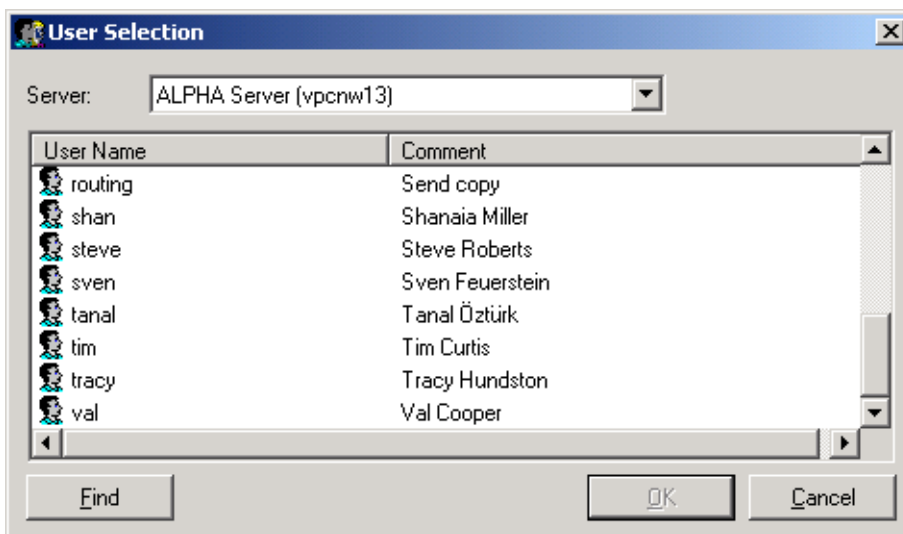 User Selection
Server: ALPHA Server (vpcnw13)
User Name Comment
routing Send copy
shan Shanaia Miller
steve Steve Roberts
sven Sven Feuerstein
tanal Tanal Öztürk
tim Tim Curtis
tracy Tracy Hundston
val Val Cooper
Find OK Cancel